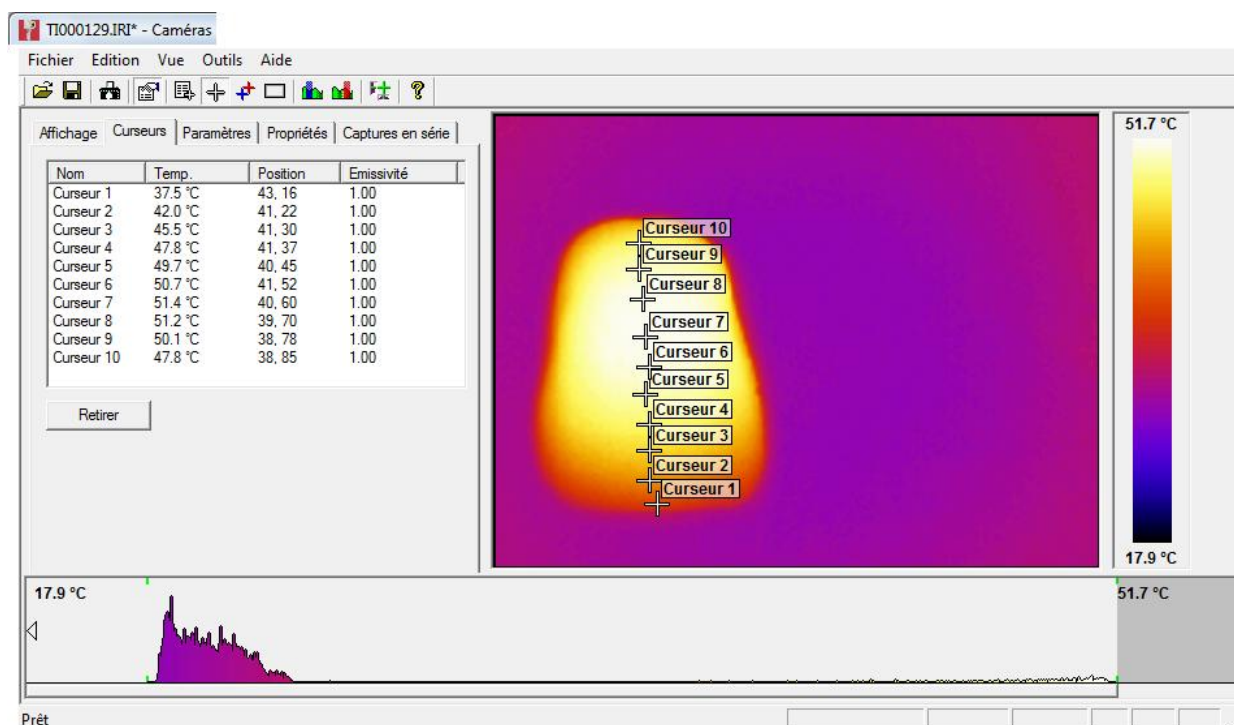 TI000129.IRI* - Caméras
Fichier Edition Vue Outils Aide
Affichage Curseurs Paramètres Propriétés Captures en série
Nom Temp. Position Emissivité
Curseur 1 37.5 °C 43, 16 1.00
Curseur 2 42.0 °C 41, 22 1.00
Curseur 3 45.5 °C 41, 30 1.00
Curseur 4 47.8 °C 41, 37 1.00
Curseur 5 49.7 °C 40, 45 1.00
Curseur 6 50.7 °C 41, 52 1.00
Curseur 7 51.4 °C 40, 60 1.00
Curseur 8 51.2 °C 39, 70 1.00
Curseur 9 50.1 °C 38, 78 1.00
Curseur 10 47.8 °C 38, 85 1.00
Retirer
Curseur 10
Curseur 9
Curseur 8
Curseur 7
Curseur 6
Curseur 5
Curseur 4
Curseur 3
Curseur 2
Curseur 1
51.7 °C
17.9 °C
17.9 °C
51.7 °C
Prêt